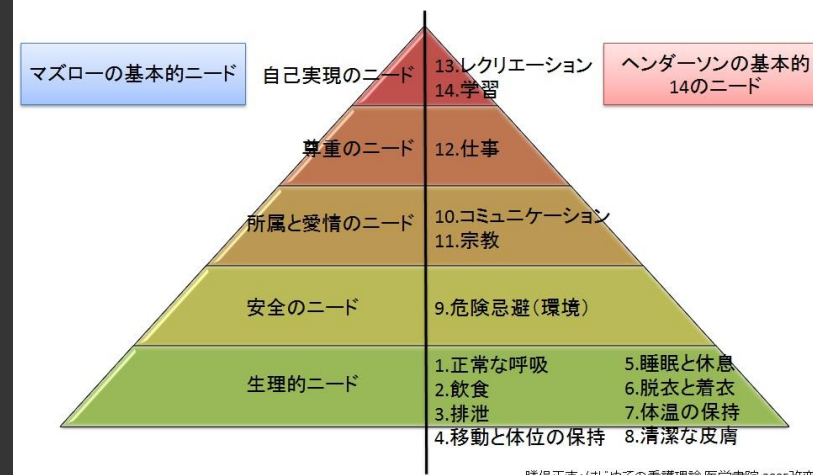 マズローの基本的ニード
ヘンダーソンの基本的
14のニード
自己実現のニード
13.レクリエーション
14.学習
尊重のニード
12.仕事
所属と愛情のニード
10.コミュニケーション
11.宗教
安全のニード
9.危険忌避(環境)
生理的ニード
1.正常な呼吸
2.飲食
3.排泄
4.移動と体位の保持
5.睡眠と休息
6.脱衣と着衣
7.体温の保持
8.清潔な皮膚